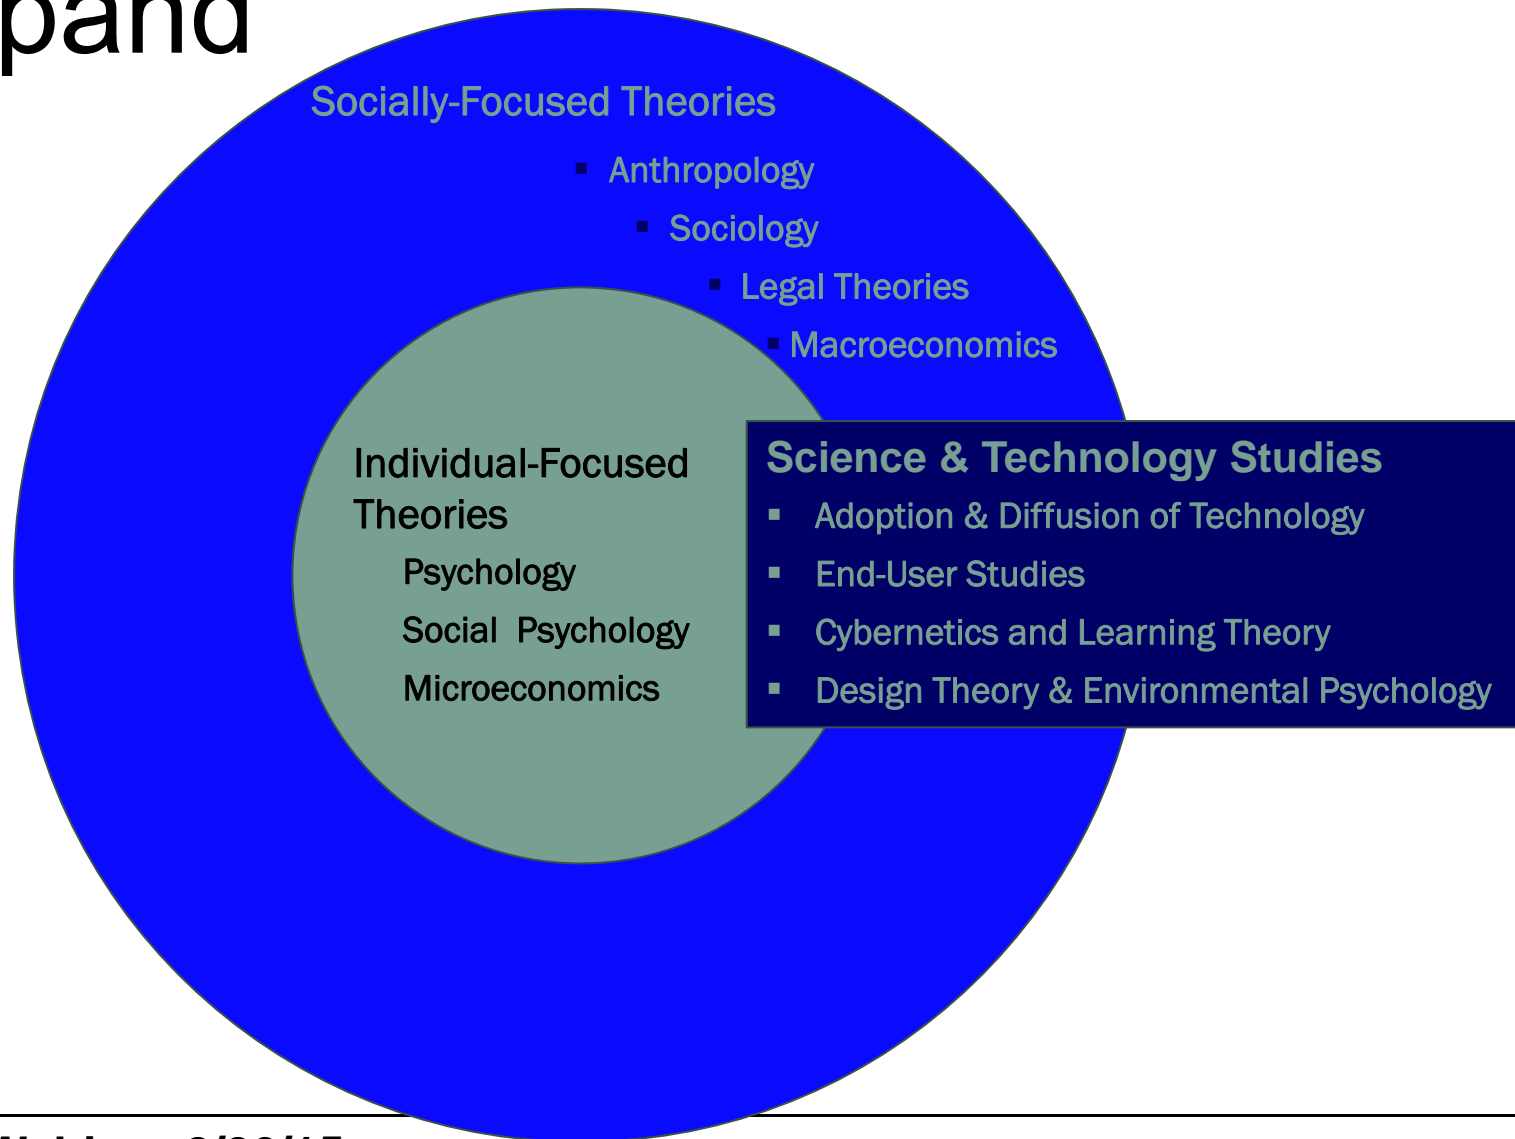 pand
Socially-Focused Theories
▪ Anthropology
▪ Sociology
▪ Legal Theories
▪ Macroeconomics
Individual-Focused
Theories
Psychology
Social Psychology
Microeconomics
Science & Technology Studies
▪ Adoption & Diffusion of Technology
▪ End-User Studies
▪ Cybernetics and Learning Theory
▪ Design Theory & Environmental Psychology